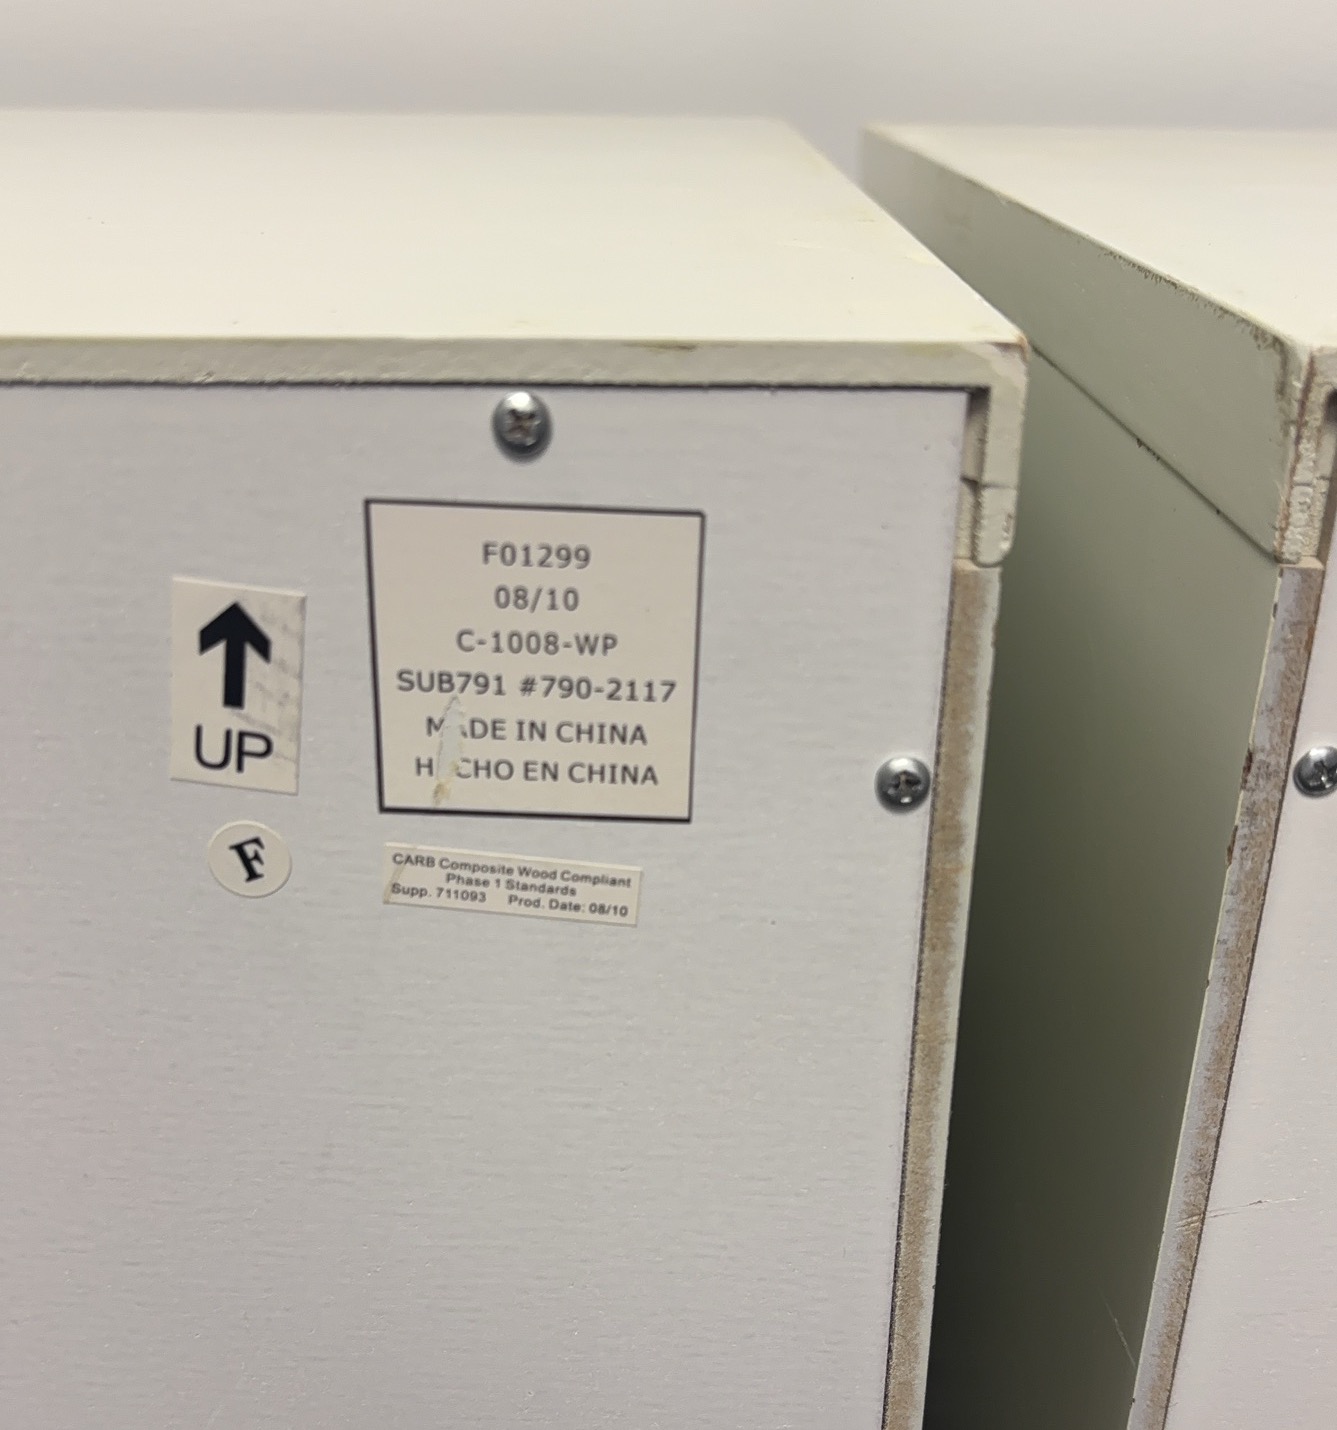 F01299
08/10
C-1008-WP
SUB791 #790-2117
MADE IN CHINA
HECHO EN CHINA
UP
F
CARB Composite Wood Compliant
Phase 1 Standards
Supp. 711093 Prod. Date: 08/10